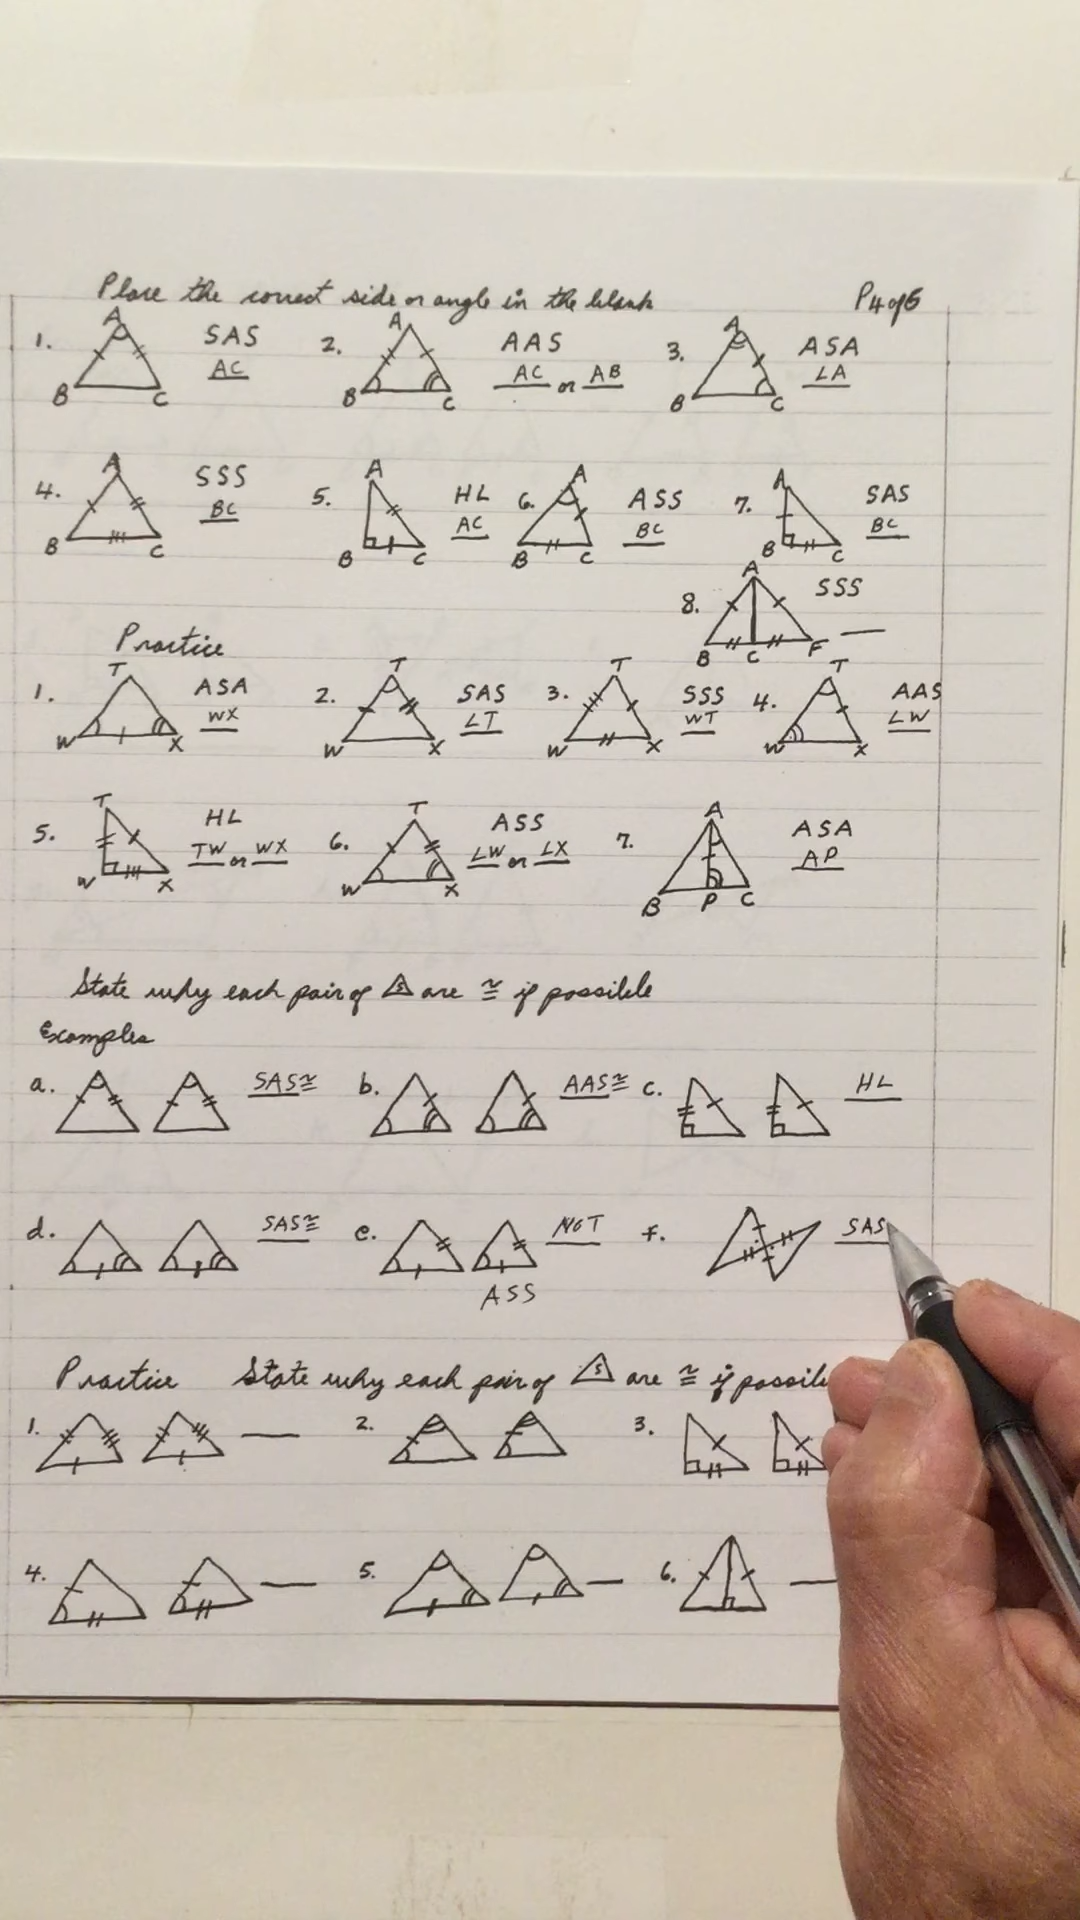 Place the correct side or angle in the blank P4 of 6
1. A B C SAS AC
2. A B C AAS AC or AB
3. A B C ASA ∠A
4. A B C SSS BC
5. A B C HL AC
6. A B C ASS BC
7. A B C SAS BC
8. A B C F SSS
Practice
1. T W X ASA WX
2. T W X SAS ∠T
3. T W X SSS WT
4. T W X AAS ∠W
5. T W X HL TW or WX
6. T W X ASS ∠W or ∠X
7. A B P C ASA AP
State why each pair of △s are ≅ if possible
Examples
a. SAS≅
b. AAS≅
c. HL
d. SAS≅
e. NOT
ASS
f. SAS
Practice State why each pair of △s are ≅ if
1.
2.
3.
4.
5.
6.